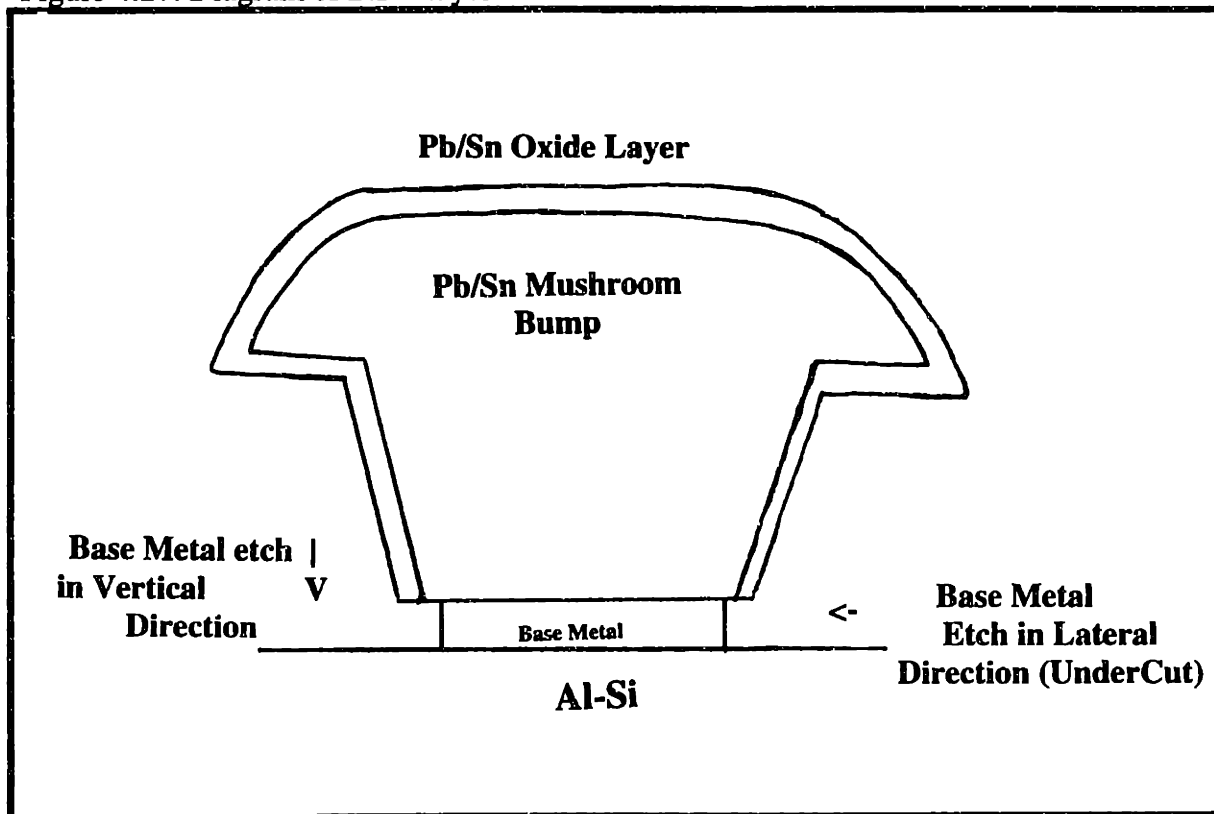 Pb/Sn Oxide Layer
Pb/Sn Mushroom
Bump
Base Metal etch |
in Vertical V
Direction
Base Metal
<-
Base Metal
Etch in Lateral
Direction (UnderCut)
Al-Si